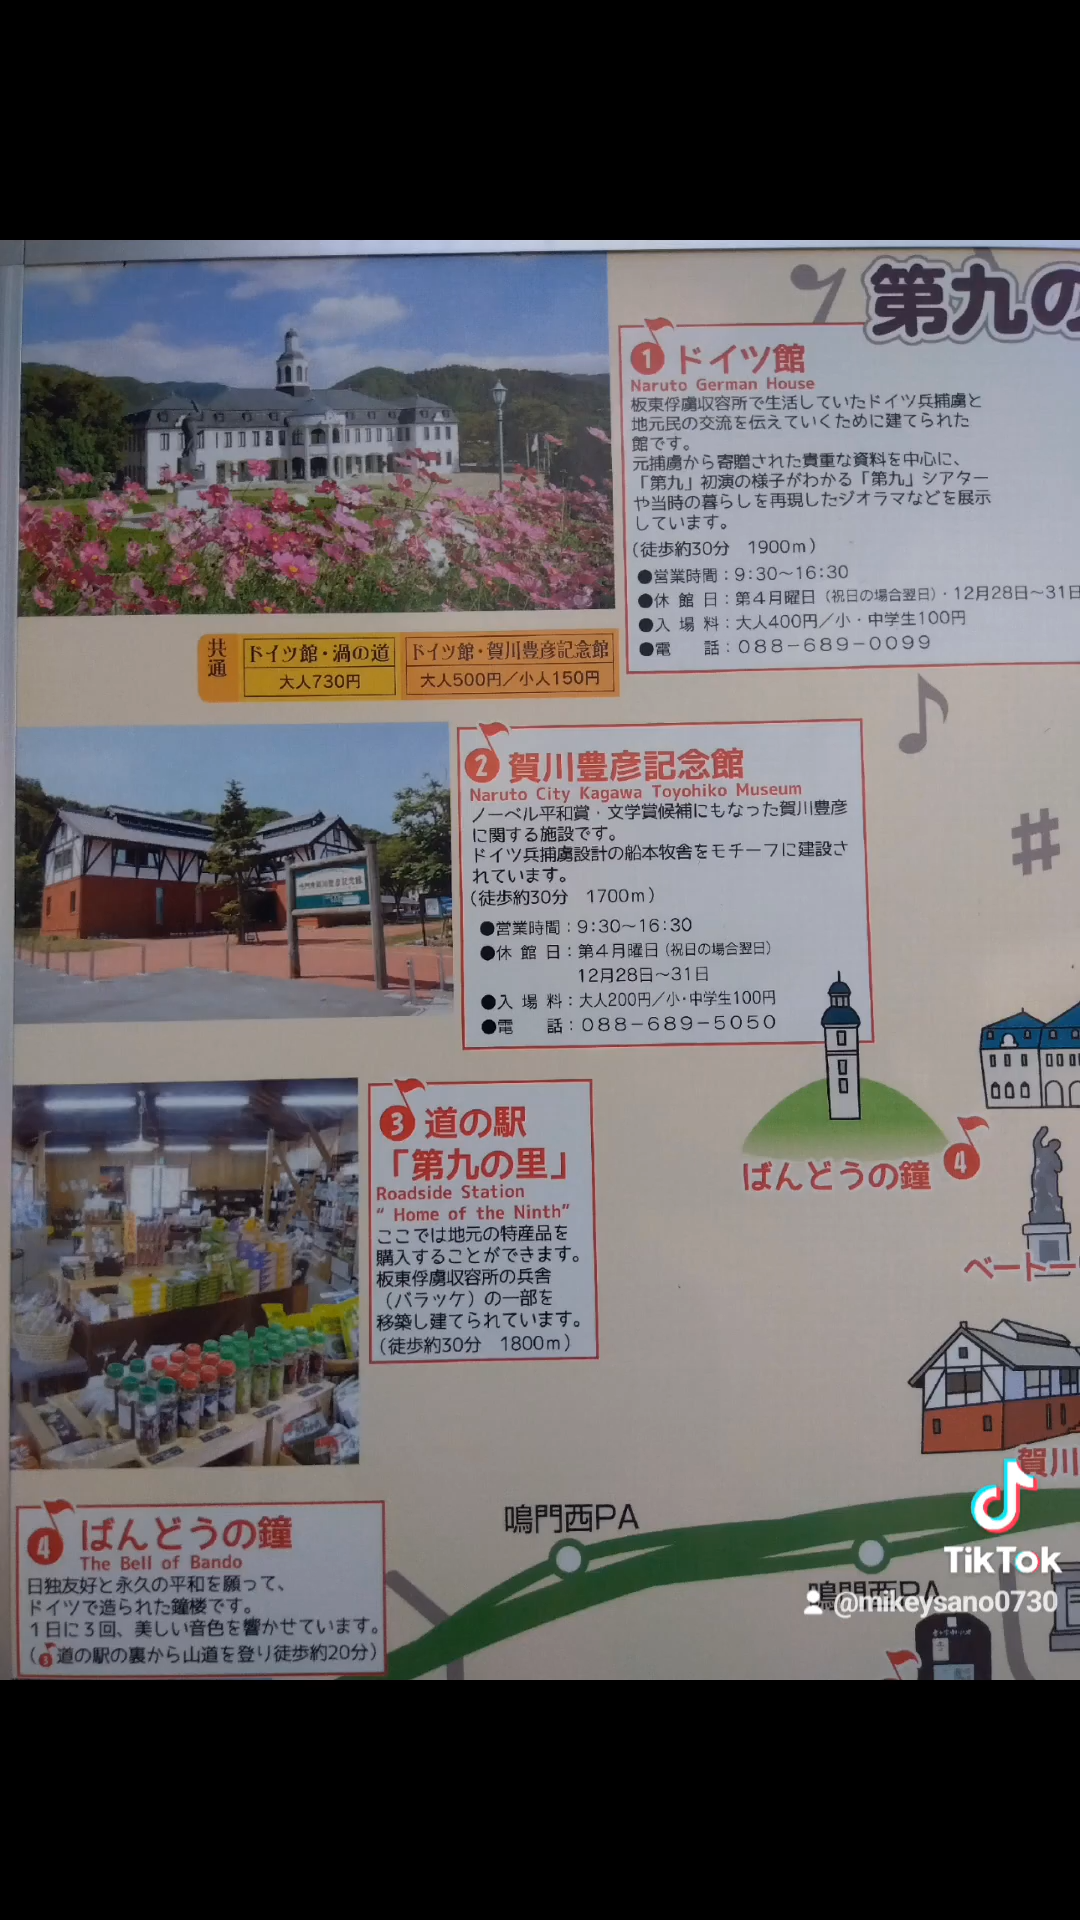 第九の
1 ドイツ館
Naruto German House
板東俘虜収容所で生活していたドイツ兵捕虜と
地元民の交流を伝えていくために建てられた
館です。
元捕虜から寄贈された貴重な資料を中心に、
「第九」初演の様子がわかる「第九」シアター
や当時の暮らしを再現したジオラマなどを展示
しています。
(徒歩約30分 1900m)
●営業時間:9:30〜16:30
●休館日:第4月曜日(祝日の場合翌日)・12月28日〜31日
●入場料:大人400円/小・中学生100円
●電話:088-689-0099
共通
ドイツ館・渦の道
大人730円
ドイツ館・賀川豊彦記念館
大人500円/小人150円
2 賀川豊彦記念館
Naruto City Kagawa Toyohiko Museum
ノーベル平和賞・文学賞候補にもなった賀川豊彦
に関する施設です。
ドイツ兵捕虜設計の船本牧舎をモチーフに建設さ
れています。
(徒歩約30分 1700m)
●営業時間:9:30〜16:30
●休館日:第4月曜日(祝日の場合翌日)
12月28日〜31日
●入場料:大人200円/小・中学生100円
●電話:088-689-5050
3 道の駅
「第九の里」
Roadside Station
“ Home of the Ninth”
ここでは地元の特産品を
購入することができます。
板東俘虜収容所の兵舎
(バラッケ)の一部を
移築し建てられています。
(徒歩約30分 1800m)
ばんどうの鐘 4
ベートー
賀川
4 ばんどうの鐘
The Bell of Bando
日独友好と永久の平和を願って、
ドイツで造られた鐘楼です。
1日に3回、美しい音色を響かせています。
(3道の駅の裏から山道を登り徒歩約20分)
鳴門西PA
鳴門西PA
TikTok
@mikeysano0730